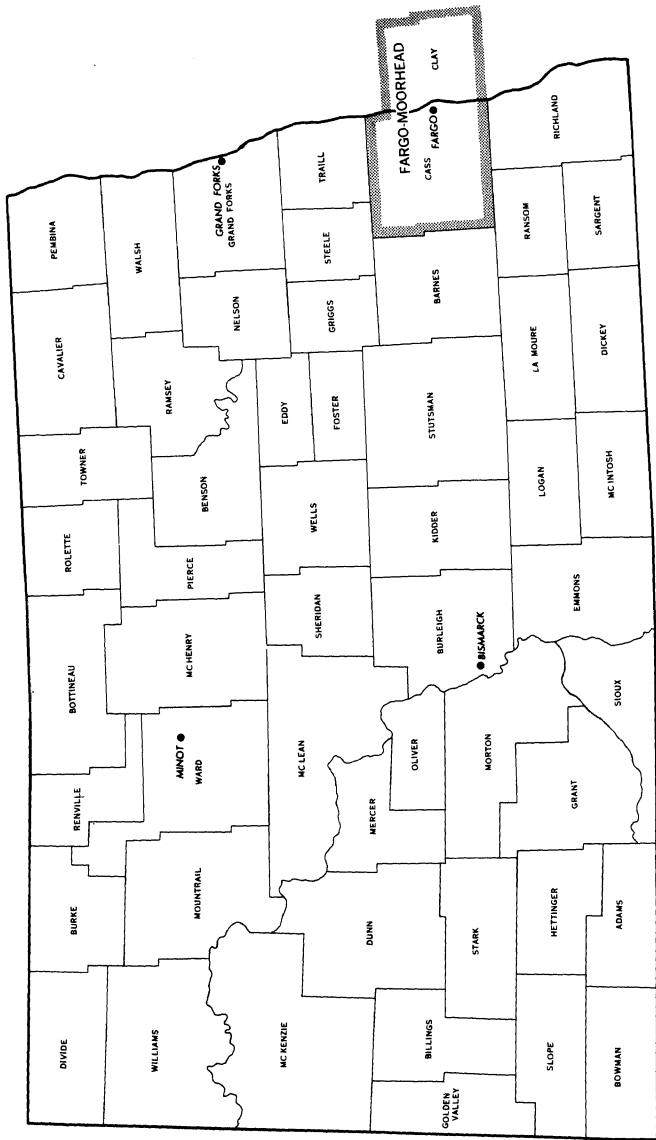 DIVIDE
BURKE
RENVILLE
BOTTINEAU
ROLETTE
TOWNER
CAVALIER
PEMBINA
WILLIAMS
MOUNTRAIL
WARD
MINOT
MC HENRY
PIERCE
BENSON
RAMSEY
WALSH
NELSON
GRAND FORKS
GRAND FORKS
MC KENZIE
DUNN
MERCER
OLIVER
MC LEAN
SHERIDAN
WELLS
EDDY
FOSTER
GRIGGS
STEELE
TRAILL
GOLDEN
VALLEY
BILLINGS
STARK
MORTON
BURLEIGH
BISMARCK
KIDDER
STUTSMAN
BARNES
FARGO-MOORHEAD
CASS
FARGO
CLAY
SLOPE
HETTINGER
GRANT
SIOUX
EMMONS
LOGAN
LA MOURE
RANSOM
RICHLAND
BOWMAN
ADAMS
MC INTOSH
DICKEY
SARGENT